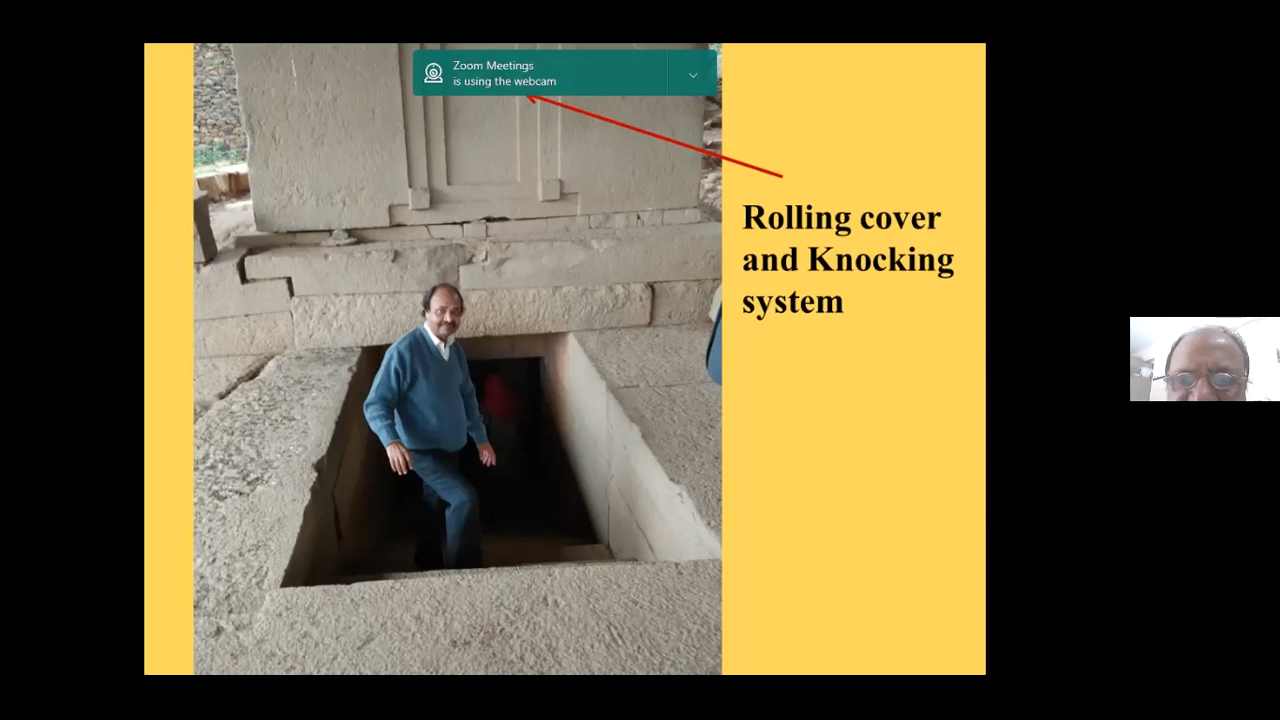 Zoom Meetings
is using the webcam
Rolling cover
and Knocking
system